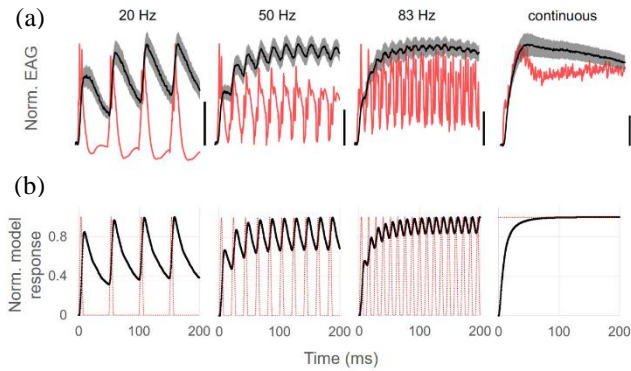 (a)
20 Hz 50 Hz 83 Hz continuous
Norm. EAG
(b)
Norm. model
response
0.8
0.4
0
0 100 200 0 100 200 0 100 200 0 100 200
Time (ms)